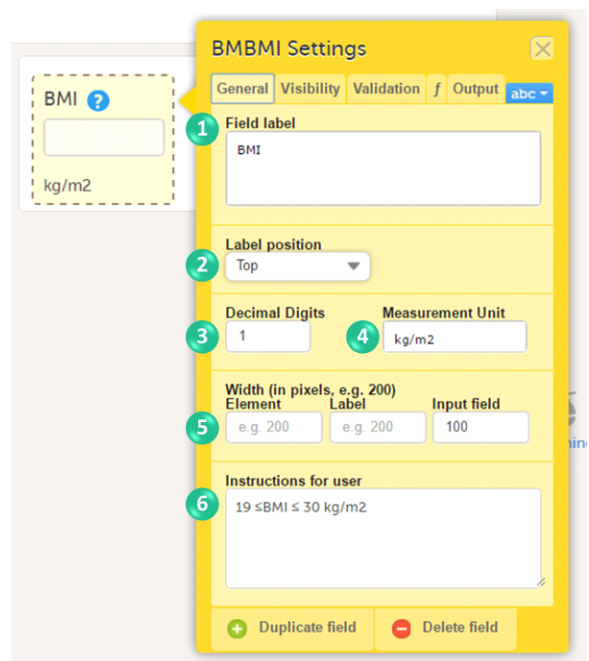 BMBMI Settings
General Visibility Validation f Output abc
BMI ?
kg/m2
1 Field label
BMI
Label position
2 Top
Decimal Digits Measurement Unit
3 1 4 kg/m2
Width (in pixels, e.g. 200)
Element Label Input field
5 e.g. 200 e.g. 200 100
Instructions for user
6 19 ≤BMI ≤ 30 kg/m2
Duplicate field Delete field